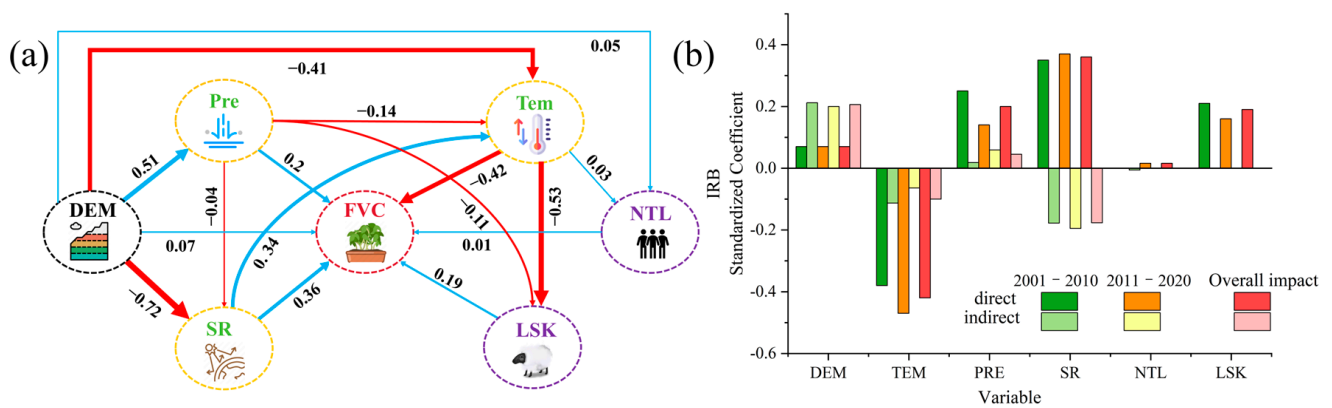 (a)
0.05
−0.41
Pre
−0.14
Tem
0.51
0.2
−0.42
0.03
−0.04
−0.53
DEM
FVC
NTL
−0.11
0.07
0.34
0.01
−0.72
0.36
0.19
SR
LSK
(b)
IRB
Standardized Coefficient
0.4
0.2
0.0
-0.2
-0.4
-0.6
2001－2010 2011－2020 Overall impact
direct
indirect
DEM TEM PRE SR NTL LSK
Variable